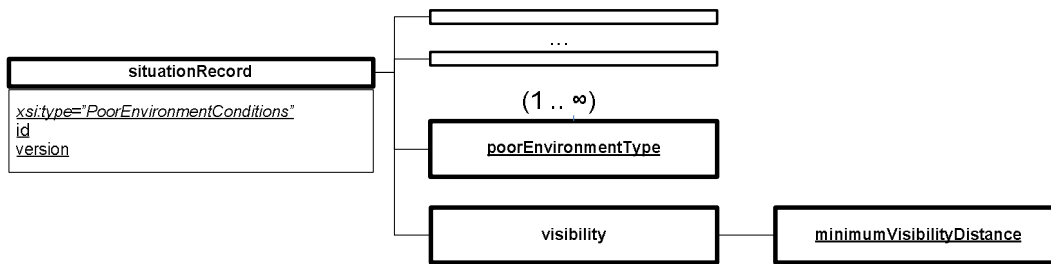 ...
situationRecord
xsi:type="PoorEnvironmentConditions"
id
version
(1 .. ∞)
poorEnvironmentType
visibility
minimumVisibilityDistance